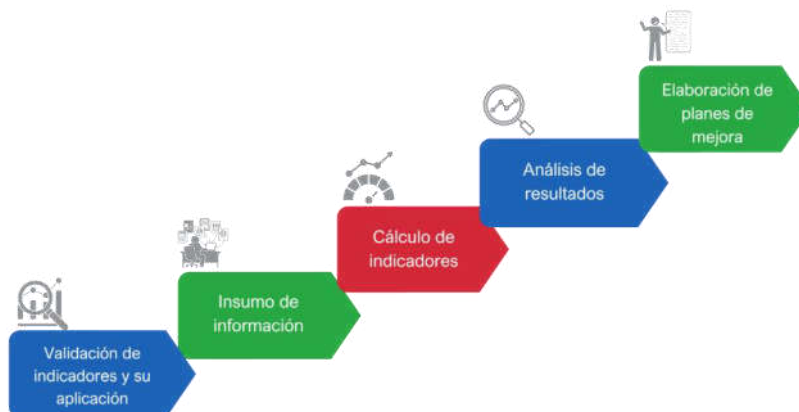 Validación de
indicadores y su
aplicación
Insumo de
información
Cálculo de
indicadores
Análisis de
resultados
Elaboración de
planes de
mejora